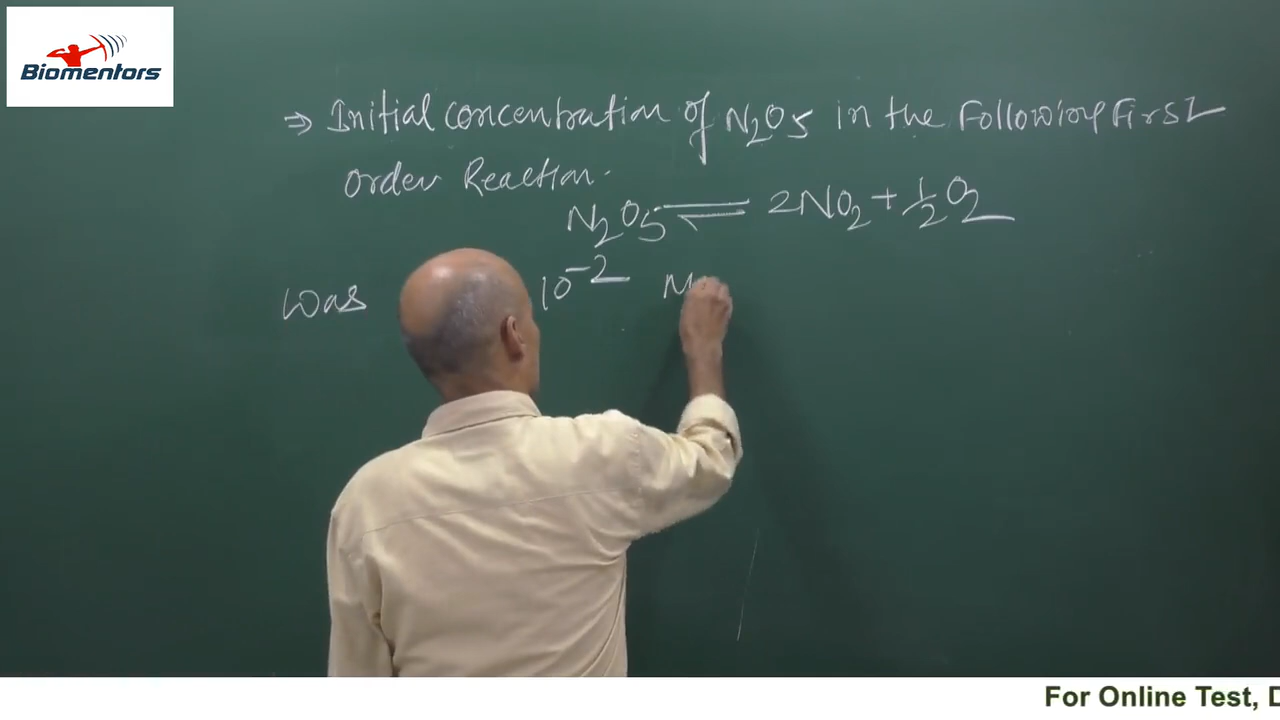 Biomentors
⇒ Initial concentration of N₂O₅ in the Following First
order Reaction.
N₂O₅ ⇌ 2NO₂ + ½ O₂
Was 10⁻² M
For Online Test, D